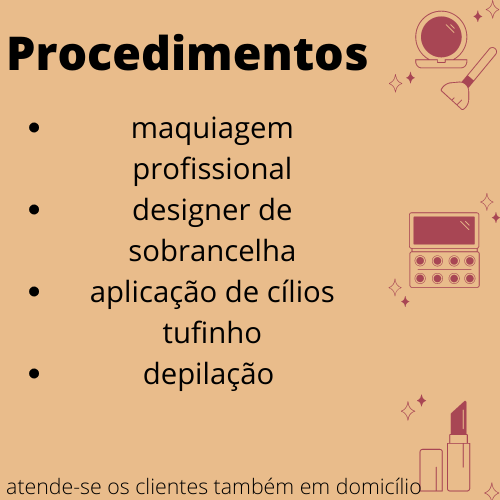 Procedimentos
• maquiagem
profissional
• designer de
sobrancelha
• aplicação de cílios
tufinho
• depilação
atende-se os clientes também em domicílio